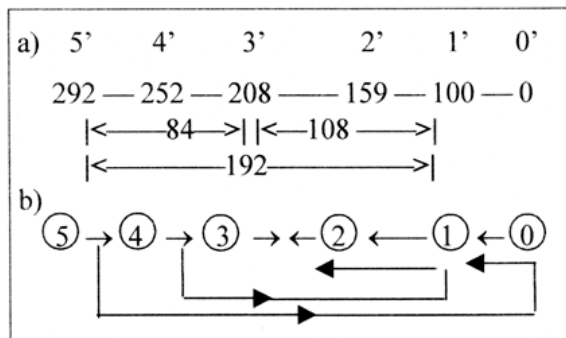 a) 5’ 4’ 3’ 2’ 1’ 0’
292 — 252 — 208 — 159 — 100 — 0
|<——84——>||<——108——>|
|<————192————>|
b)
5 → 4 → 3 → ← 2 ← 1 ← 0